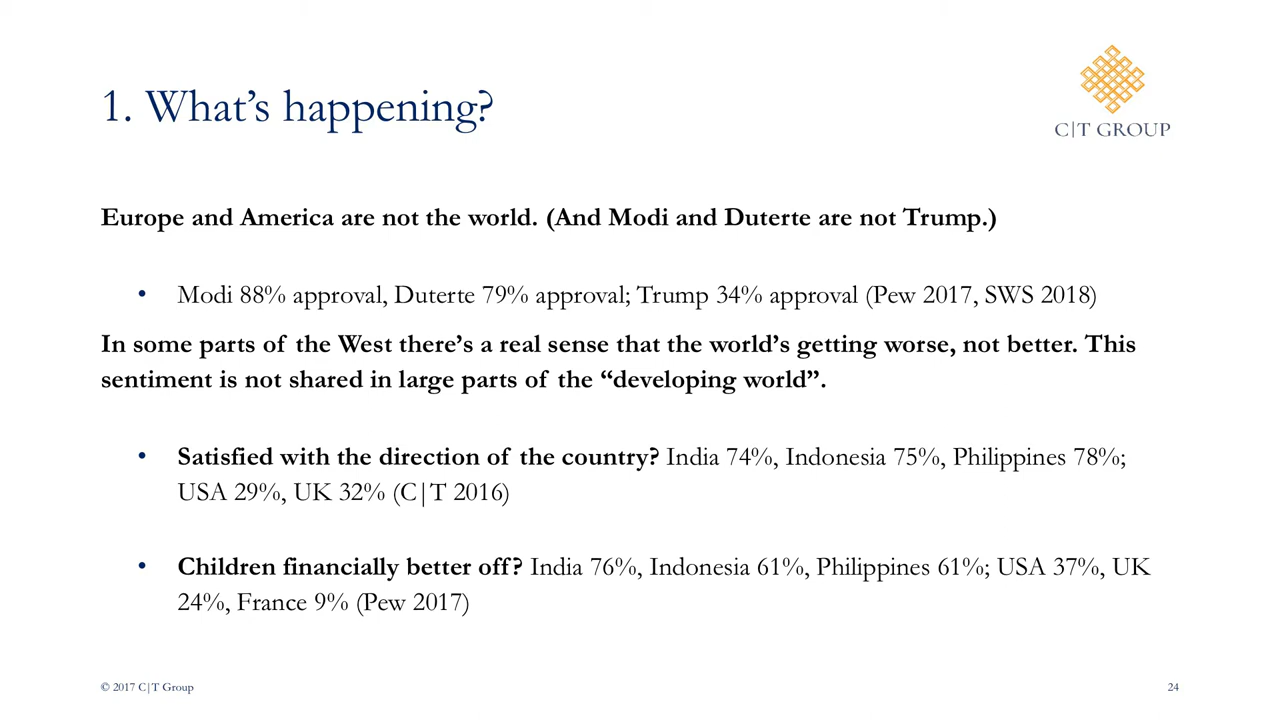 1. What’s happening?
C|T GROUP
Europe and America are not the world. (And Modi and Duterte are not Trump.)
• Modi 88% approval, Duterte 79% approval; Trump 34% approval (Pew 2017, SWS 2018)
In some parts of the West there’s a real sense that the world’s getting worse, not better. This
sentiment is not shared in large parts of the “developing world”.
• Satisfied with the direction of the country? India 74%, Indonesia 75%, Philippines 78%;
USA 29%, UK 32% (C|T 2016)
• Children financially better off? India 76%, Indonesia 61%, Philippines 61%; USA 37%, UK
24%, France 9% (Pew 2017)
© 2017 C|T Group
24